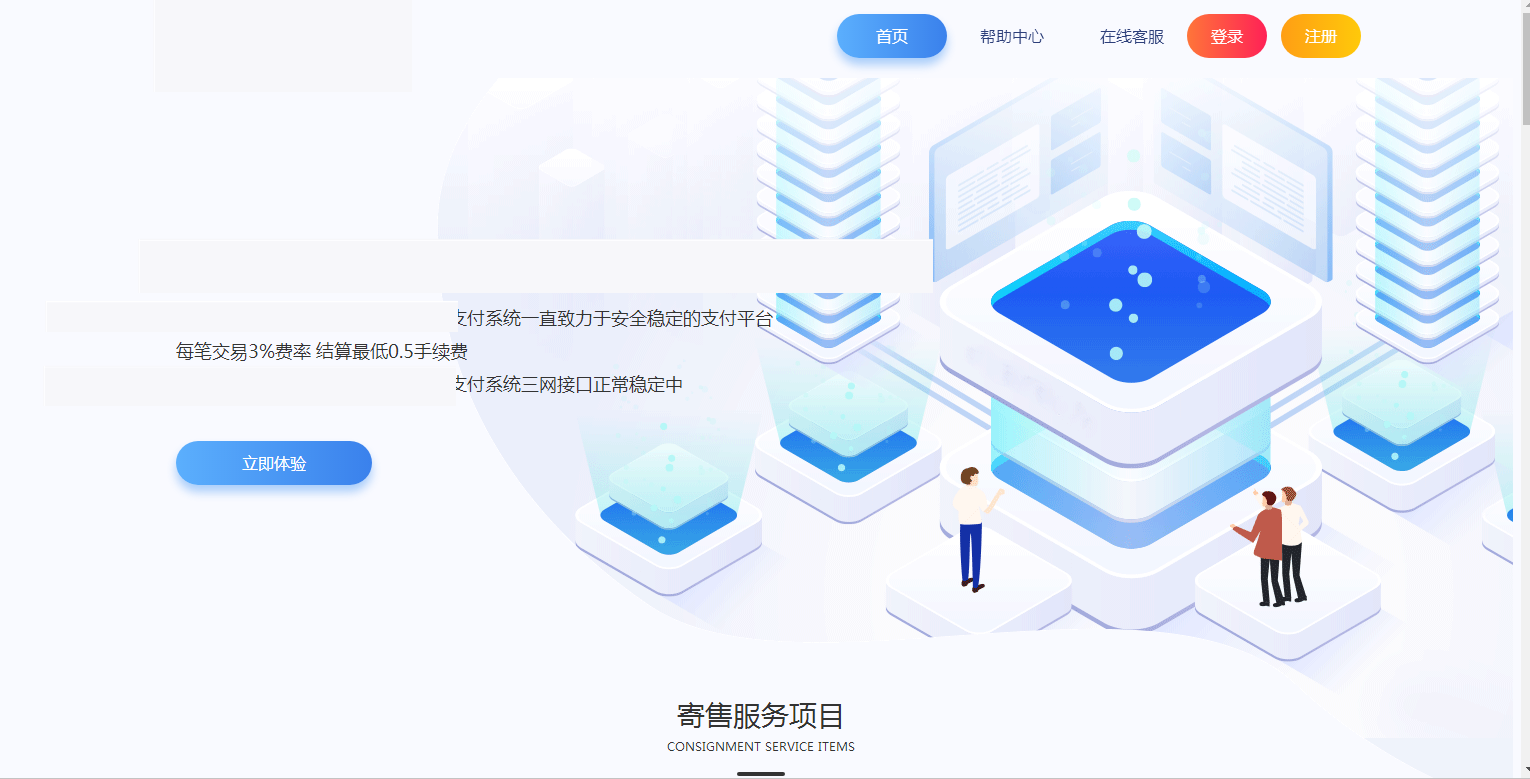 首页
帮助中心
在线客服
登录
注册
支付系统一直致力于安全稳定的支付平台
每笔交易3%费率 结算最低0.5手续费
支付系统三网接口正常稳定中
立即体验
寄售服务项目
CONSIGNMENT SERVICE ITEMS